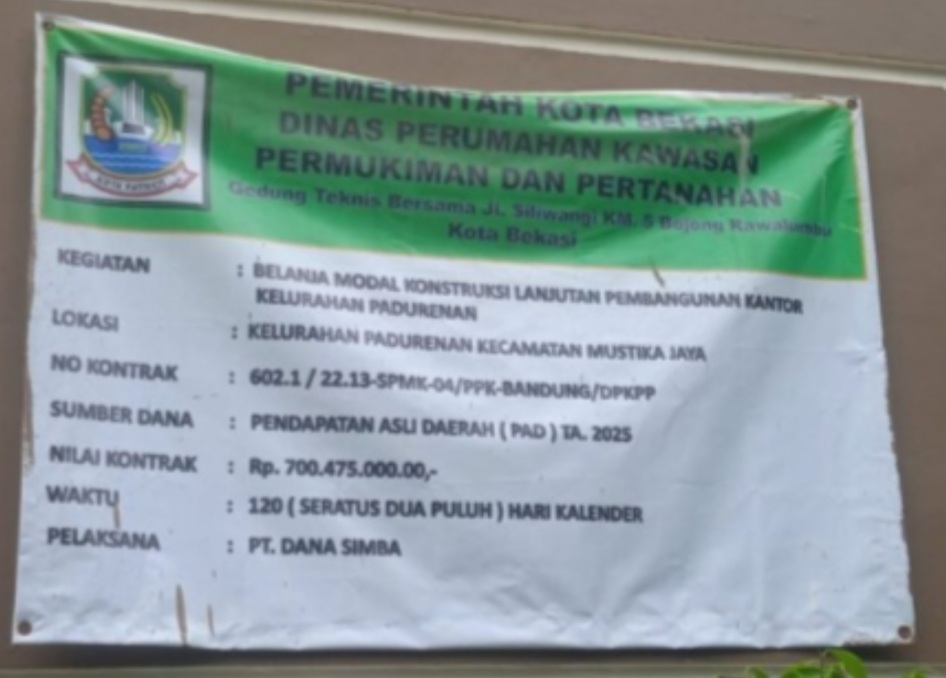 PEMERINTAH KOTA BEKASI
DINAS PERUMAHAN KAWASAN
PERMUKIMAN DAN PERTANAHAN
Gedung Teknis Bersama Jl. Siliwangi KM. 5 Bojong Rawalumbu
Kota Bekasi
KEGIATAN : BELANJA MODAL KONSTRUKSI LANJUTAN PEMBANGUNAN KANTOR
KELURAHAN PADURENAN
LOKASI : KELURAHAN PADURENAN KECAMATAN MUSTIKA JAYA
NO KONTRAK : 602.1 / 22.13-SPMK-04/PPK-BANDUNG/DPKPP
SUMBER DANA : PENDAPATAN ASLI DAERAH ( PAD ) TA. 2025
NILAI KONTRAK : Rp. 700.475.000.00,-
WAKTU : 120 ( SERATUS DUA PULUH ) HARI KALENDER
PELAKSANA : PT. DANA SIMBA